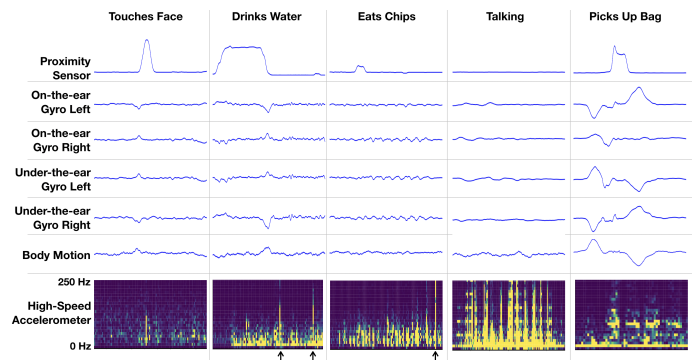 Touches Face Drinks Water Eats Chips Talking Picks Up Bag
Proximity
Sensor
On-the-ear
Gyro Left
On-the-ear
Gyro Right
Under-the-ear
Gyro Left
Under-the-ear
Gyro Right
Body Motion
250 Hz
High-Speed
Accelerometer
0 Hz